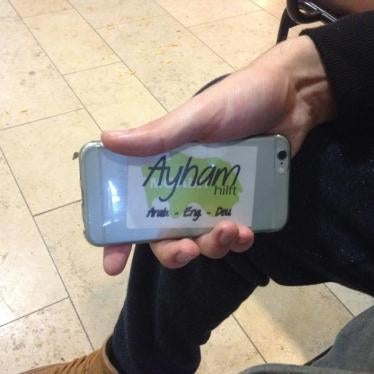 Ayham
hilft
Arab - Eng. - Deu